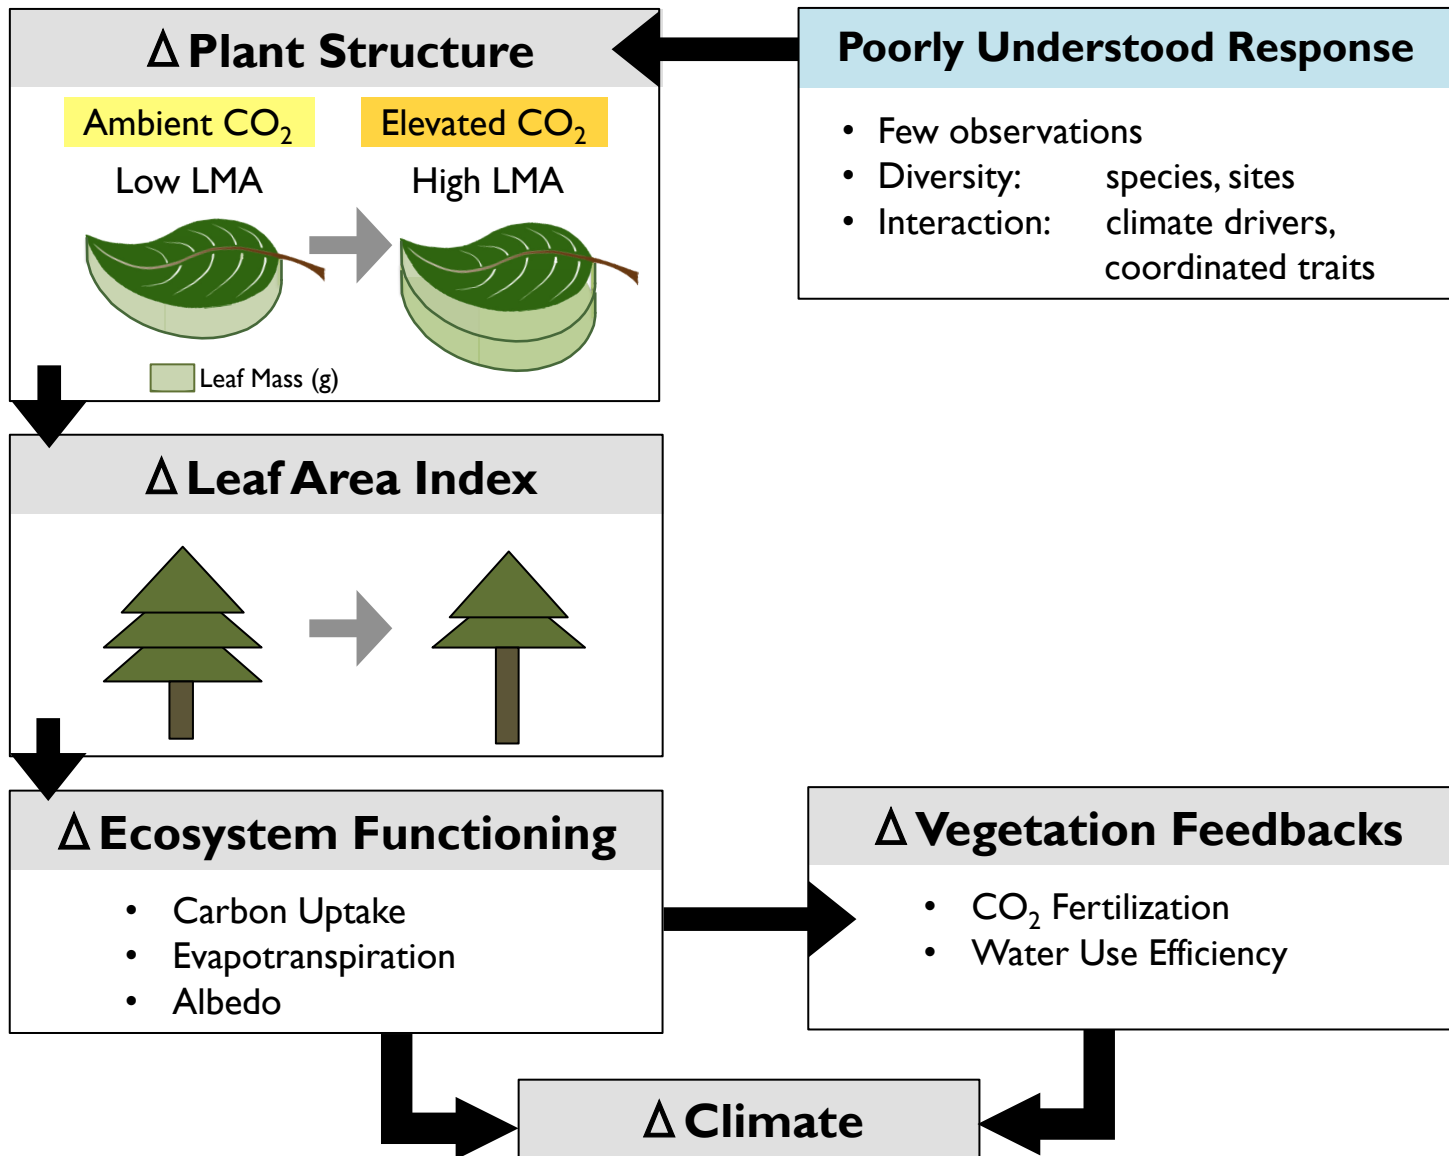 Δ Plant Structure
Ambient CO₂
Elevated CO₂
Low LMA
High LMA
Leaf Mass (g)
Poorly Understood Response
• Few observations
• Diversity: species, sites
• Interaction: climate drivers,
coordinated traits
Δ Leaf Area Index
Δ Ecosystem Functioning
• Carbon Uptake
• Evapotranspiration
• Albedo
Δ Vegetation Feedbacks
• CO₂ Fertilization
• Water Use Efficiency
Δ Climate